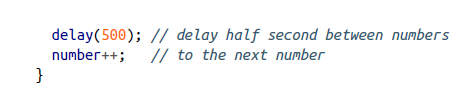 delay(500); // delay half second between numbers
number++;   // to the next number
}